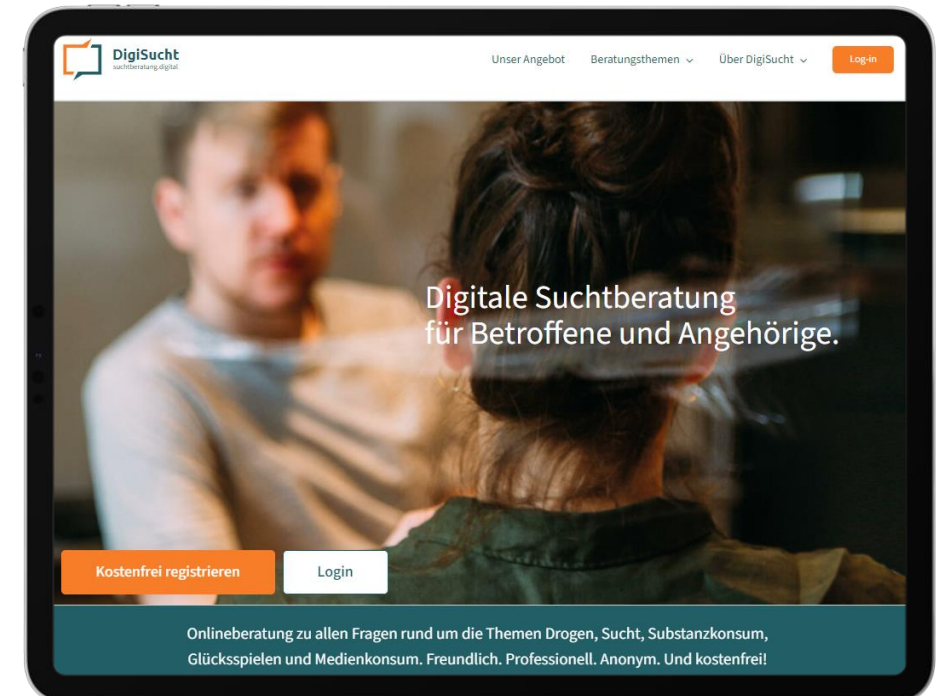 DigiSucht
suchtberatung.digital
Unser Angebot Beratungsthemen Über DigiSucht Log-in
Digitale Suchtberatung
für Betroffene und Angehörige.
Kostenfrei registrieren Login
Onlineberatung zu allen Fragen rund um die Themen Drogen, Sucht, Substanzkonsum,
Glücksspielen und Medienkonsum. Freundlich. Professionell. Anonym. Und kostenfrei!